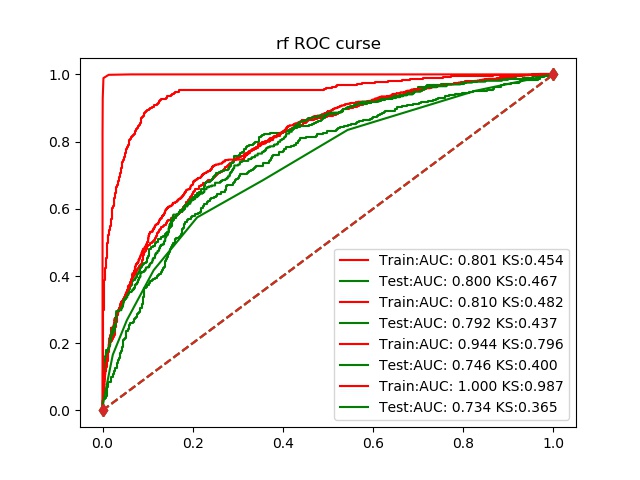 rf ROC curse
1.0
0.8
0.6
0.4
0.2
0.0
Train:AUC: 0.801 KS:0.454
Test:AUC: 0.800 KS:0.467
Train:AUC: 0.810 KS:0.482
Test:AUC: 0.792 KS:0.437
Train:AUC: 0.944 KS:0.796
Test:AUC: 0.746 KS:0.400
Train:AUC: 1.000 KS:0.987
Test:AUC: 0.734 KS:0.365
0.0 0.2 0.4 0.6 0.8 1.0